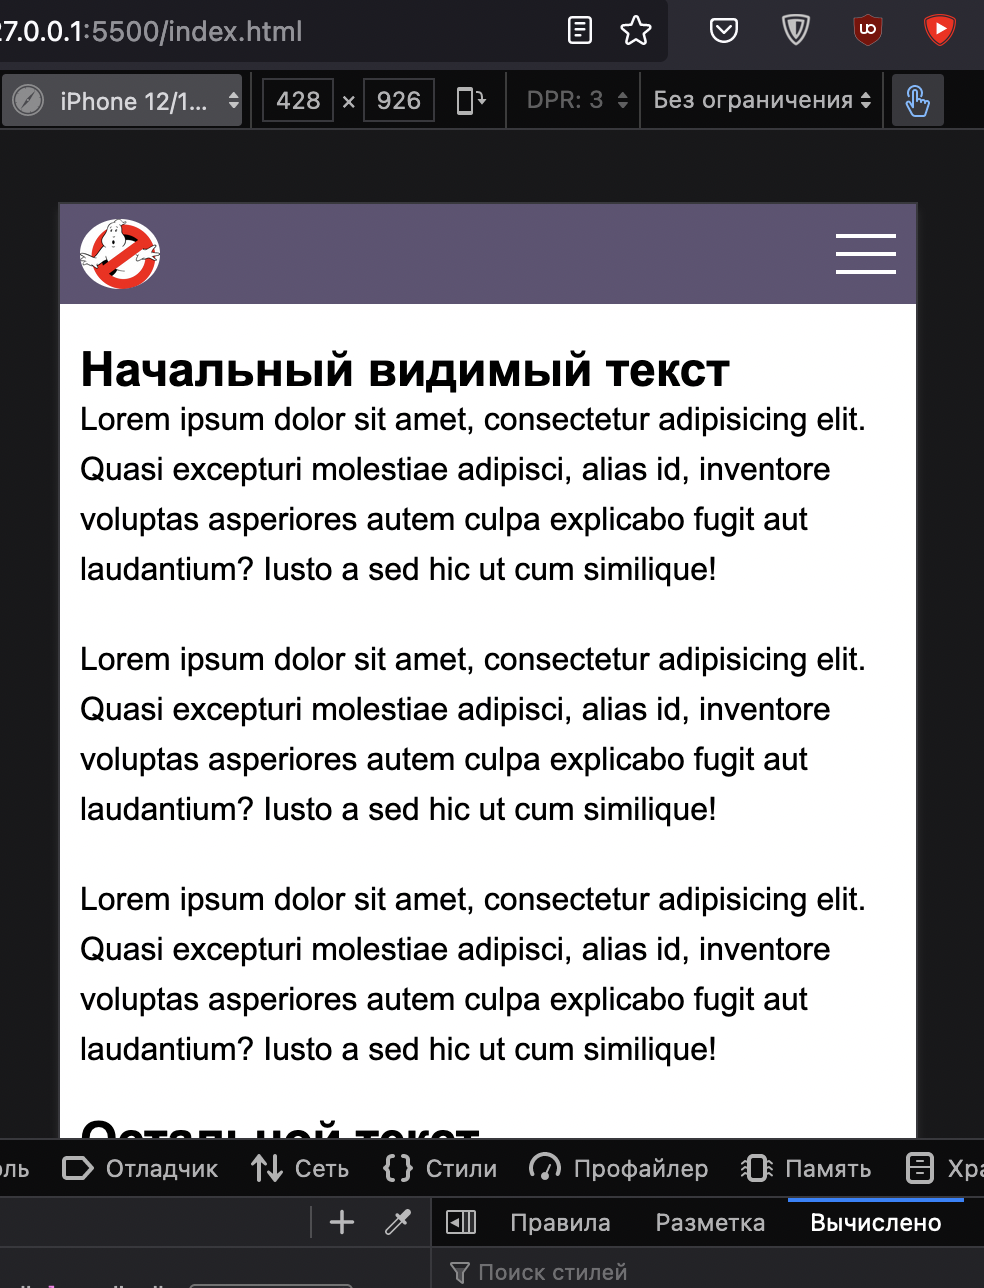 27.0.0.1:5500/index.html
iPhone 12/1... 428 × 926 DPR: 3 Без ограничения
Начальный видимый текст
Lorem ipsum dolor sit amet, consectetur adipisicing elit.
Quasi excepturi molestiae adipisci, alias id, inventore
voluptas asperiores autem culpa explicabo fugit aut
laudantium? Iusto a sed hic ut cum similique!
Lorem ipsum dolor sit amet, consectetur adipisicing elit.
Quasi excepturi molestiae adipisci, alias id, inventore
voluptas asperiores autem culpa explicabo fugit aut
laudantium? Iusto a sed hic ut cum similique!
Lorem ipsum dolor sit amet, consectetur adipisicing elit.
Quasi excepturi molestiae adipisci, alias id, inventore
voluptas asperiores autem culpa explicabo fugit aut
laudantium? Iusto a sed hic ut cum similique!
Остальной текст
оль Отладчик Сеть Стили Профайлер Память Хра
Правила Разметка Вычислено
Поиск стилей